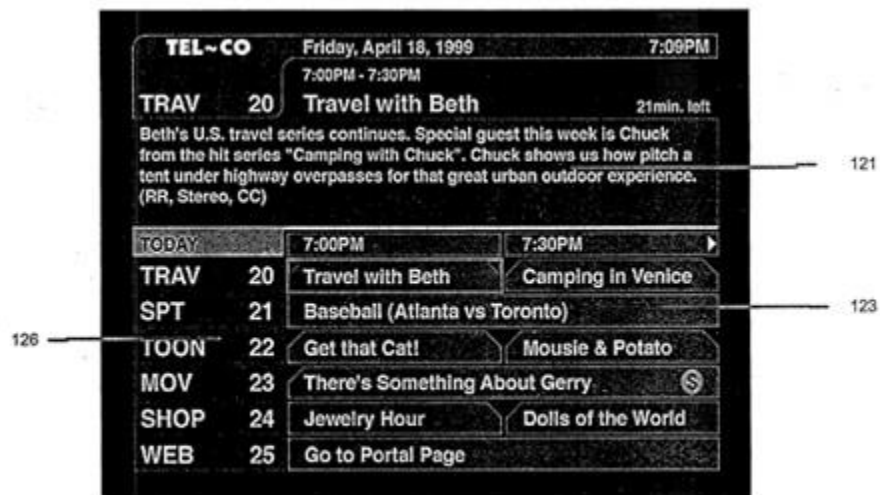 TEL~CO Friday, April 18, 1999 7:09PM
7:00PM - 7:30PM
TRAV 20 Travel with Beth 21min. left
Beth's U.S. travel series continues. Special guest this week is Chuck
from the hit series "Camping with Chuck". Chuck shows us how pitch a
tent under highway overpasses for that great urban outdoor experience.
(RR, Stereo, CC)
121
TODAY 7:00PM 7:30PM
TRAV 20 Travel with Beth Camping in Venice
SPT 21 Baseball (Atlanta vs Toronto)
123
126
TOON 22 Get that Cat! Mousie & Potato
MOV 23 There's Something About Gerry S
SHOP 24 Jewelry Hour Dolls of the World
WEB 25 Go to Portal Page